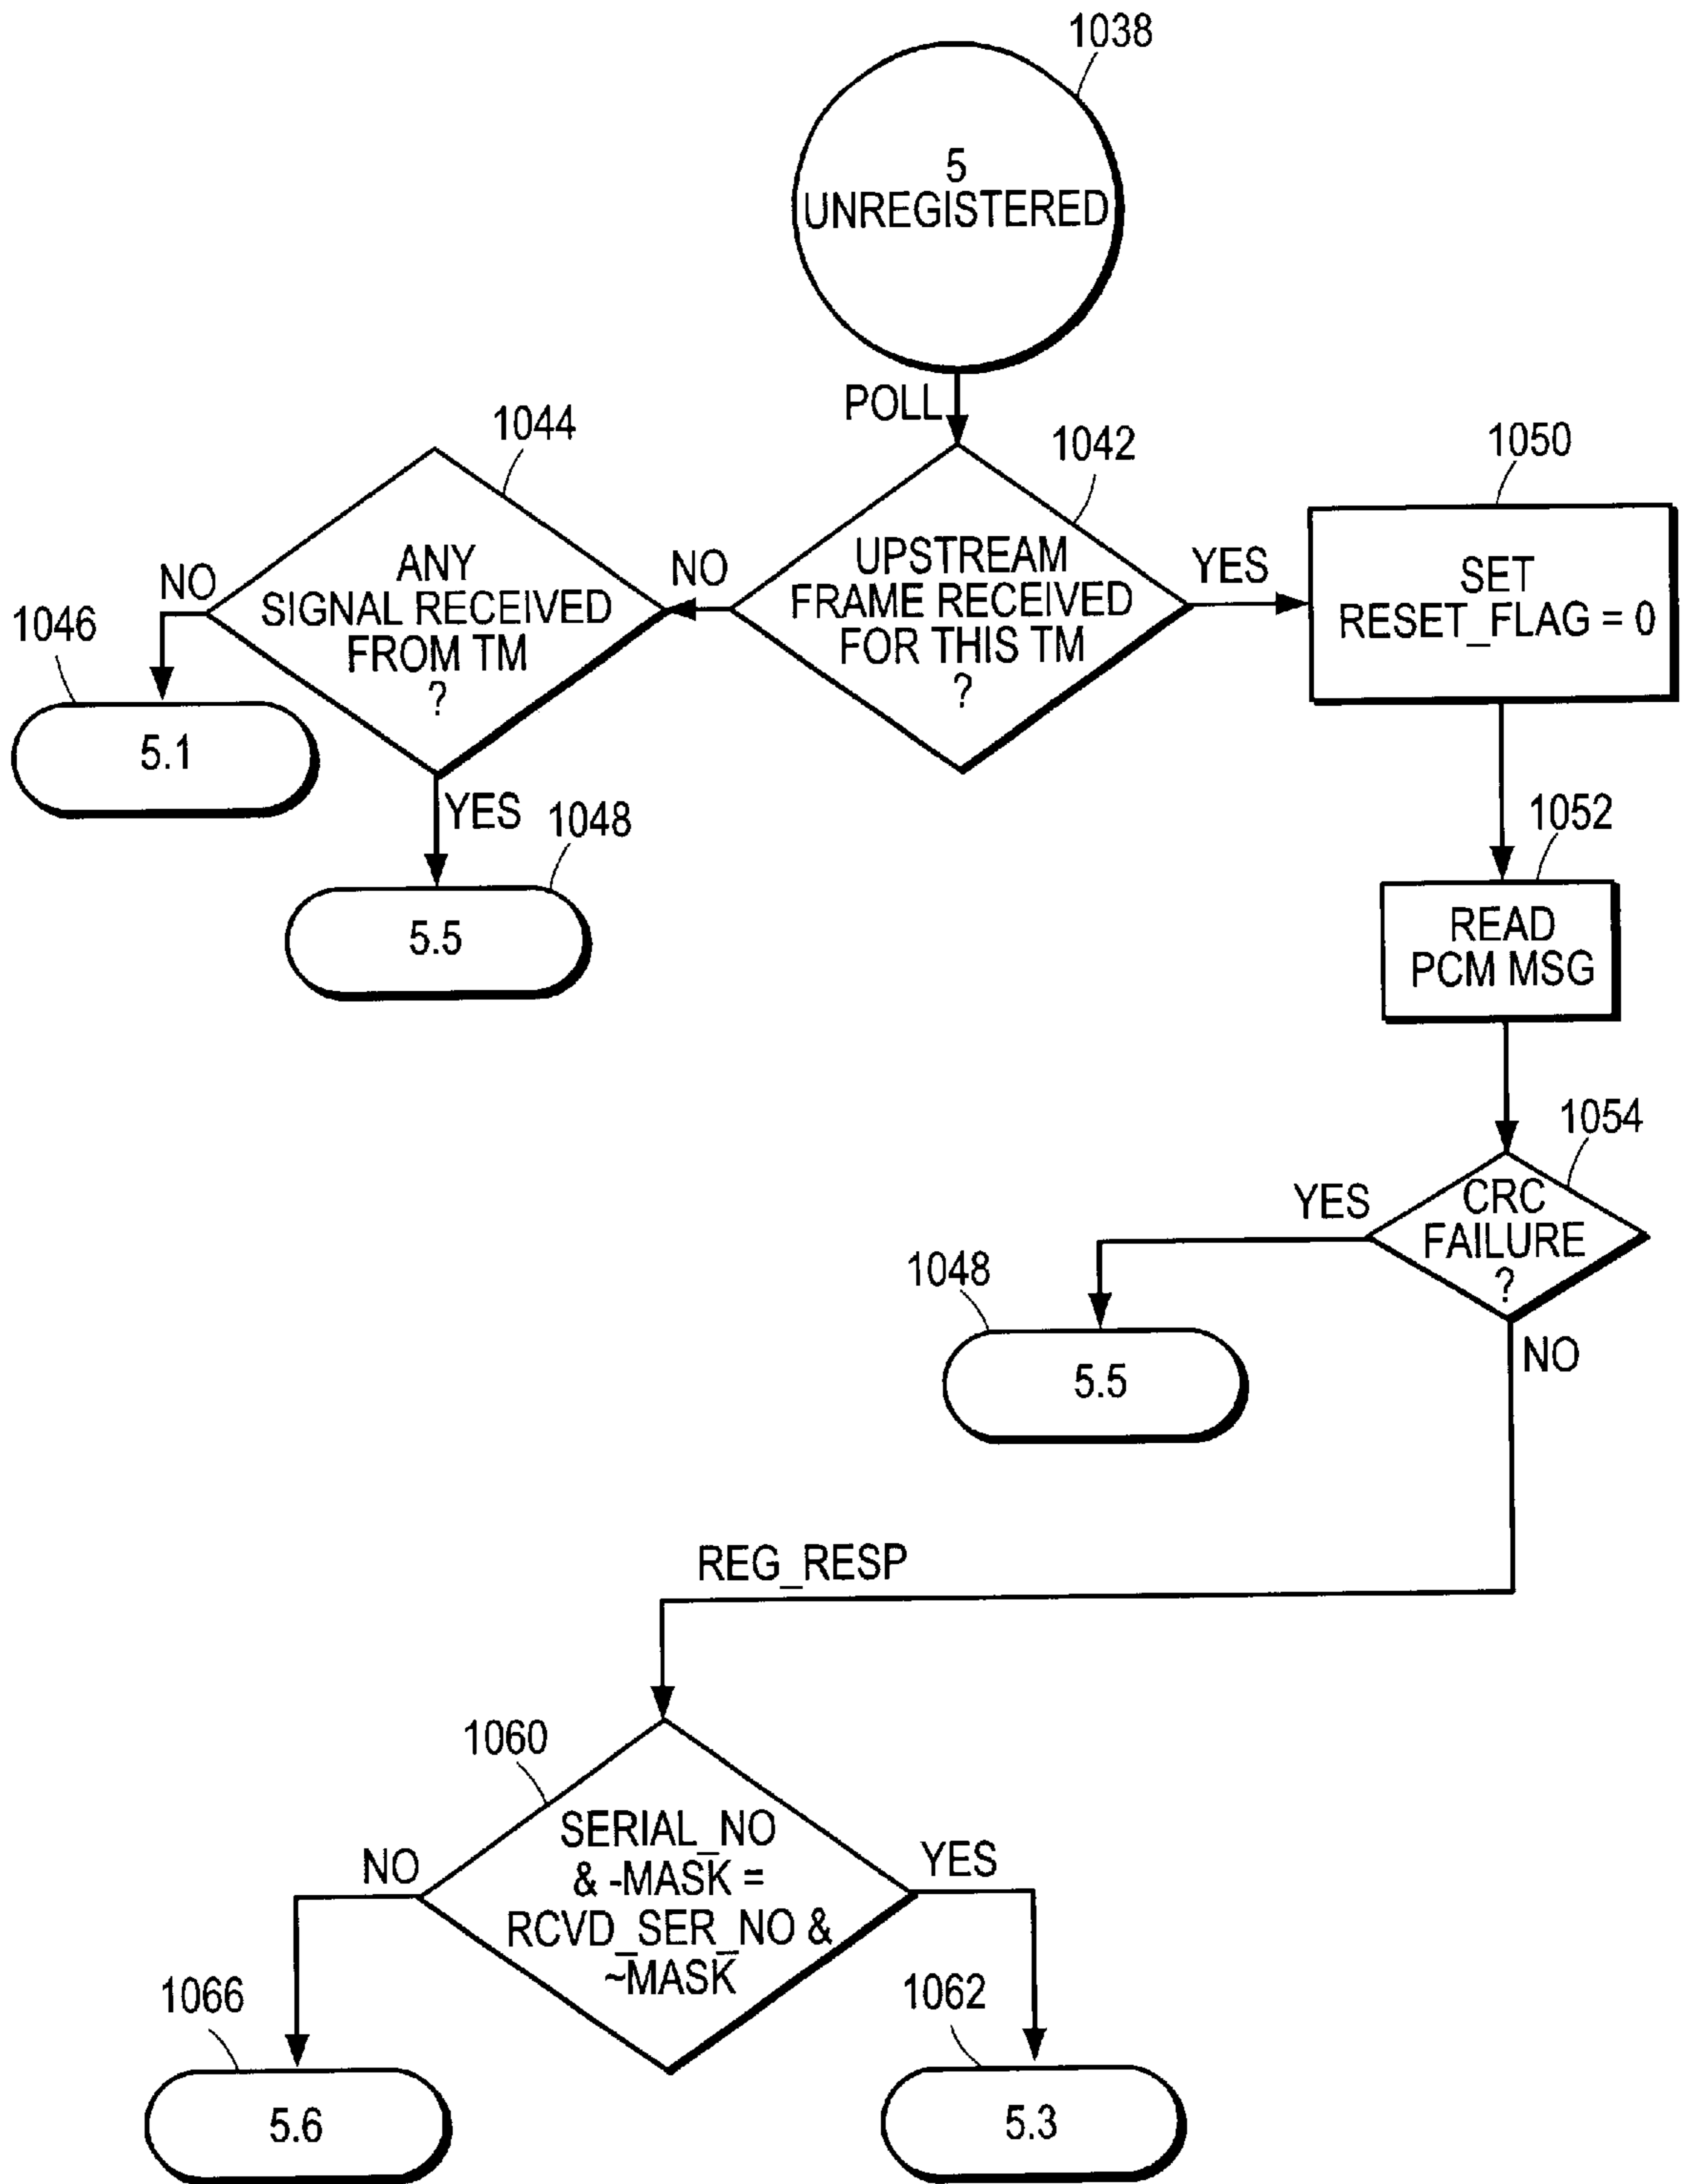 1038
5
UNREGISTERED
POLL
1044
1042
1050
ANY
SIGNAL RECEIVED
FROM TM
?
NO
NO
UPSTREAM
FRAME RECEIVED
FOR THIS TM
?
YES
SET
RESET_FLAG = 0
1046
5.1
YES
1048
5.5
1052
READ
PCM MSG
1054
CRC
FAILURE
?
YES
1048
5.5
NO
REG_RESP
1060
SERIAL_NO
& -MASK =
RCVD_SER_NO &
~MASK
NO
YES
1066
5.6
1062
5.3